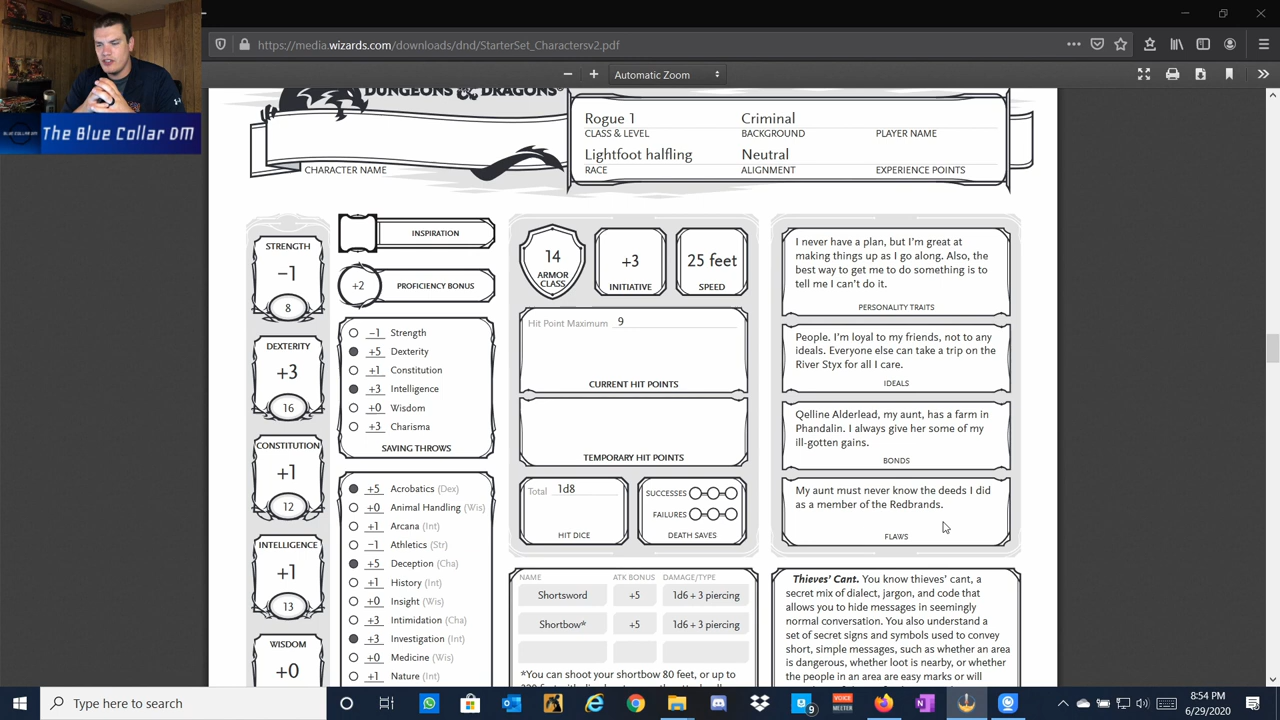 https://media.wizards.com/downloads/dnd/StarterSet_Charactersv2.pdf
Automatic Zoom
BLUE COLLAR DM
The Blue Collar DM
DUNGEONS & DRAGONS®
CHARACTER NAME
Rogue 1
Criminal
CLASS & LEVEL
BACKGROUND
PLAYER NAME
Lightfoot halfling
Neutral
RACE
ALIGNMENT
EXPERIENCE POINTS
STRENGTH
−1
8
DEXTERITY
+3
16
CONSTITUTION
+1
12
INTELLIGENCE
+1
13
WISDOM
+0
INSPIRATION
+2
PROFICIENCY BONUS
−1 Strength
+5 Dexterity
+1 Constitution
+3 Intelligence
+0 Wisdom
+3 Charisma
SAVING THROWS
+5 Acrobatics (Dex)
+0 Animal Handling (Wis)
+1 Arcana (Int)
−1 Athletics (Str)
+5 Deception (Cha)
+1 History (Int)
+0 Insight (Wis)
+3 Intimidation (Cha)
+3 Investigation (Int)
+0 Medicine (Wis)
+1 Nature (Int)
14
ARMOR
CLASS
+3
INITIATIVE
25 feet
SPEED
Hit Point Maximum 9
CURRENT HIT POINTS
TEMPORARY HIT POINTS
Total 1d8
HIT DICE
SUCCESSES
FAILURES
DEATH SAVES
NAME ATK BONUS DAMAGE/TYPE
Shortsword +5 1d6 + 3 piercing
Shortbow* +5 1d6 + 3 piercing
*You can shoot your shortbow 80 feet, or up to
I never have a plan, but I'm great at
making things up as I go along. Also, the
best way to get me to do something is to
tell me I can't do it.
PERSONALITY TRAITS
People. I'm loyal to my friends, not to any
ideals. Everyone else can take a trip on the
River Styx for all I care.
IDEALS
Qelline Alderlead, my aunt, has a farm in
Phandalin. I always give her some of my
ill-gotten gains.
BONDS
My aunt must never know the deeds I did
as a member of the Redbrands.
FLAWS
Thieves' Cant. You know thieves' cant, a
secret mix of dialect, jargon, and code that
allows you to hide messages in seemingly
normal conversation. You also understand a
set of secret signs and symbols used to convey
short, simple messages, such as whether an area
is dangerous, whether loot is nearby, or whether
the people in an area are easy marks or will
Type here to search
9
VOICE
MEETER
8:54 PM
6/29/2020